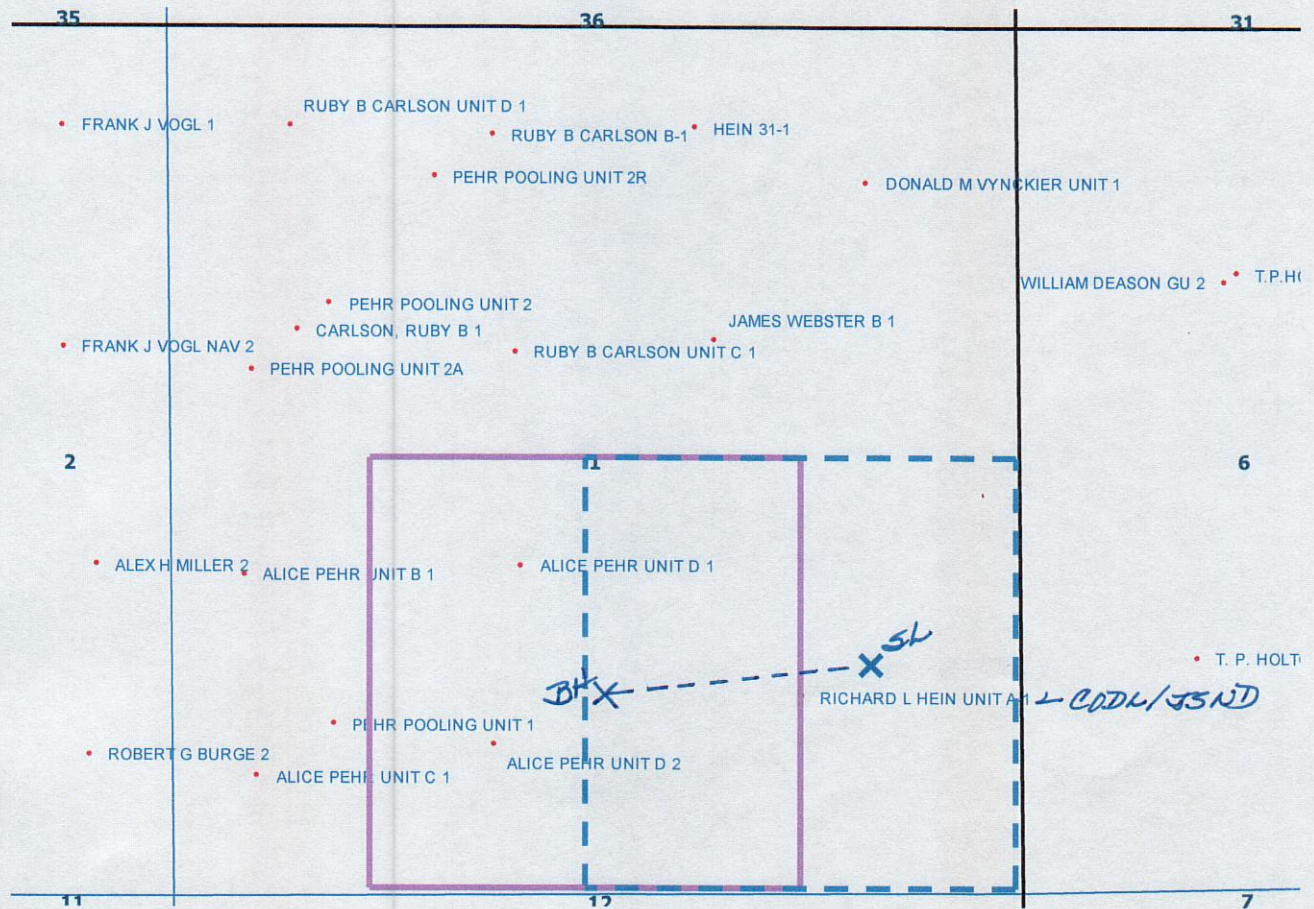 35 36 31
RUBY B CARLSON UNIT D 1
FRANK J VOGL 1
RUBY B CARLSON B-1
HEIN 31-1
PEHR POOLING UNIT 2R
DONALD M VYNCKIER UNIT 1
WILLIAM DEASON GU 2
T.P.H
PEHR POOLING UNIT 2
CARLSON, RUBY B 1
JAMES WEBSTER B 1
FRANK J VOGL NAV 2
RUBY B CARLSON UNIT C 1
PEHR POOLING UNIT 2A
2 1 6
ALEX H MILLER 2
ALICE PEHR UNIT B 1
ALICE PEHR UNIT D 1
SL
BH
T. P. HOLT
RICHARD L HEIN UNIT A 1
CODL/JSND
PEHR POOLING UNIT 1
ROBERT G BURGE 2
ALICE PEHR UNIT D 2
ALICE PEHR UNIT C 1
11 12 7